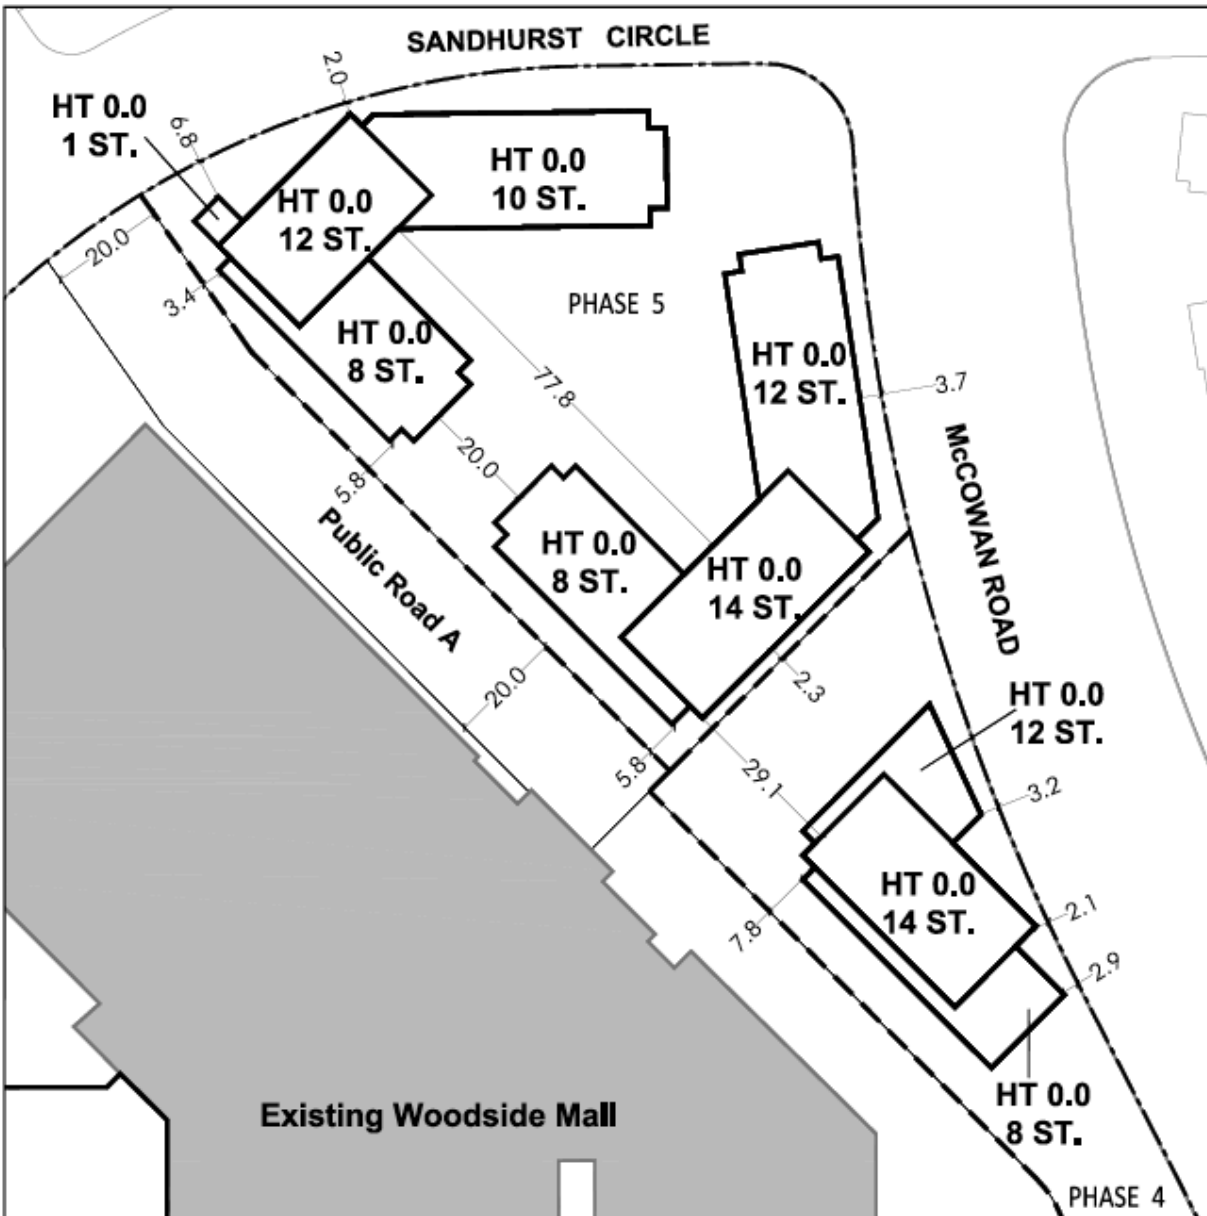 SANDHURST CIRCLE
2.0
HT 0.0
1 ST.
6.8
HT 0.0
10 ST.
HT 0.0
12 ST.
20.0
3.4
PHASE 5
HT 0.0
8 ST.
HT 0.0
12 ST.
77.8
3.7
McCOWAN ROAD
20.0
5.8
Public Road A
HT 0.0
8 ST.
HT 0.0
14 ST.
20.0
2.3
HT 0.0
12 ST.
5.8
29.1
3.2
HT 0.0
14 ST.
2.1
7.8
2.9
HT 0.0
8 ST.
Existing Woodside Mall
PHASE 4